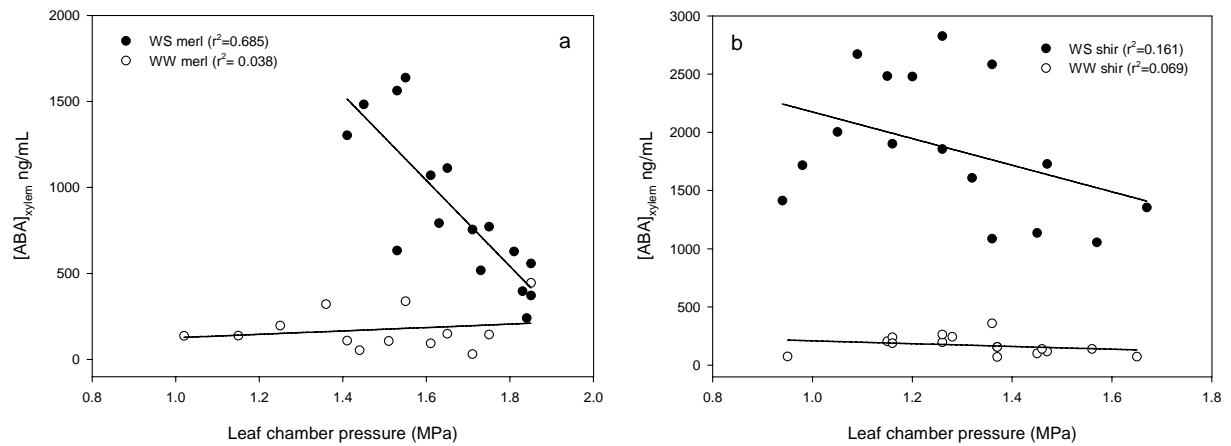 2000
1500
1000
500
0
[ABA]xylem ng/mL
WS merl (r²=0.685)
WW merl (r²= 0.038)
a
0.8 1.0 1.2 1.4 1.6 1.8 2.0
Leaf chamber pressure (MPa)
3000
2500
2000
1500
1000
500
0
[ABA]xylem ng/mL
b
WS shir (r²=0.161)
WW shir (r²=0.069)
0.8 1.0 1.2 1.4 1.6 1.8
Leaf chamber pressure (MPa)